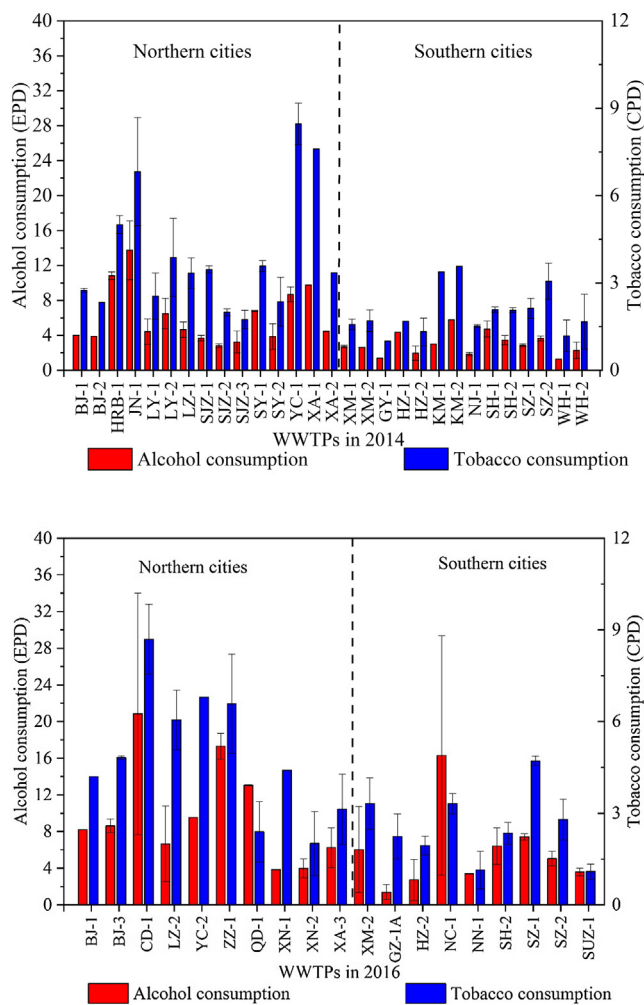 40
36
32
28
24
20
16
12
8
4
0
Alcohol consumption (EPD)
Northern cities
Southern cities
12
9
6
3
0
Tobacco consumption (CPD)
BJ-1
BJ-2
HRB-1
JN-1
LY-1
LY-2
LZ-1
SJZ-1
SJZ-2
SJZ-3
SY-1
SY-2
YC-1
XA-1
XA-2
XM-1
XM-2
GY-1
HZ-1
HZ-2
KM-1
KM-2
NJ-1
SH-1
SH-2
SZ-1
SZ-2
WH-1
WH-2
WWTPs in 2014
Alcohol consumption
Tobacco consumption
40
36
32
28
24
20
16
12
8
4
0
Alcohol consumption (EPD)
Northern cities
Southern cities
12
9
6
3
0
Tobacco consumption (CPD)
BJ-1
BJ-3
CD-1
LZ-2
YC-2
ZZ-1
QD-1
XN-1
XN-2
XA-3
XM-2
GZ-1A
HZ-2
NC-1
NN-1
SH-2
SZ-1
SZ-2
SUZ-1
WWTPs in 2016
Alcohol consumption
Tobacco consumption